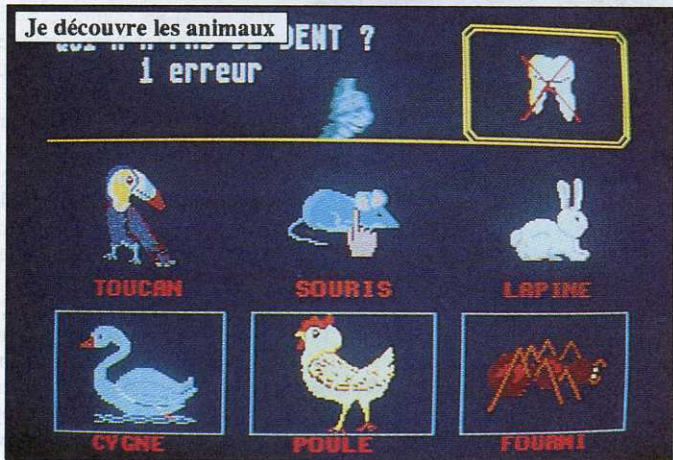 Je découvre les animaux
DENT ?
1 erreur
TOUCAN SOURIS LAPINE
CYGNE POULE FOURMI